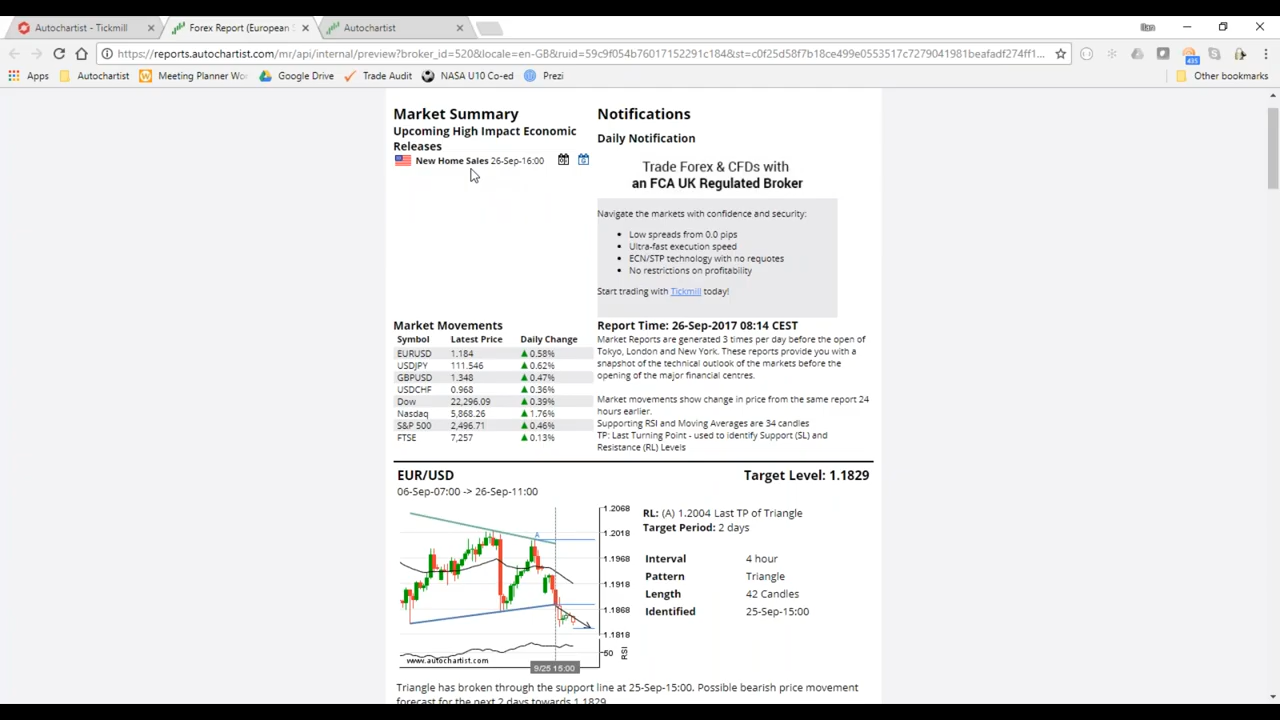 Autochartist - Tickmill
Forex Report (European
Autochartist
Ilan
https://reports.autochartist.com/mr/api/internal/preview?broker_id=520&locale=en-GB&ruid=59c9f054b76017152291c184&st=c0f25d58f7b18ce499e0553517c7279041981beafadf274ff1...
435
Apps
Autochartist
Meeting Planner Wo
Google Drive
Trade Audit
NASA U10 Co-ed
Prezi
Other bookmarks
Market Summary
Upcoming High Impact Economic
Releases
New Home Sales 26-Sep-16:00
Notifications
Daily Notification
Trade Forex & CFDs with
an FCA UK Regulated Broker
Navigate the markets with confidence and security:
• Low spreads from 0.0 pips
• Ultra-fast execution speed
• ECN/STP technology with no requotes
• No restrictions on profitability
Start trading with Tickmill today!
Market Movements
Symbol Latest Price Daily Change
EURUSD 1.184 ▲0.58%
USDJPY 111.546 ▲0.62%
GBPUSD 1.348 ▲0.47%
USDCHF 0.968 ▲0.36%
Dow 22,296.09 ▲0.39%
Nasdaq 5,868.26 ▲1.76%
S&P 500 2,496.71 ▲0.46%
FTSE 7,257 ▲0.13%
Report Time: 26-Sep-2017 08:14 CEST
Market Reports are generated 3 times per day before the open of
Tokyo, London and New York. These reports provide you with a
snapshot of the technical outlook of the markets before the
opening of the major financial centres.
Market movements show change in price from the same report 24
hours earlier.
Supporting RSI and Moving Averages are 34 candles
TP: Last Turning Point - used to identify Support (SL) and
Resistance (RL) Levels
EUR/USD
Target Level: 1.1829
06-Sep-07:00 -> 26-Sep-11:00
A
1.2068
1.2018
1.1968
1.1918
1.1868
1.1818
50
RSI
www.autochartist.com
9/25 15:00
RL: (A) 1.2004 Last TP of Triangle
Target Period: 2 days
Interval 4 hour
Pattern Triangle
Length 42 Candles
Identified 25-Sep-15:00
Triangle has broken through the support line at 25-Sep-15:00. Possible bearish price movement
forecast for the next 2 days towards 1.1829.